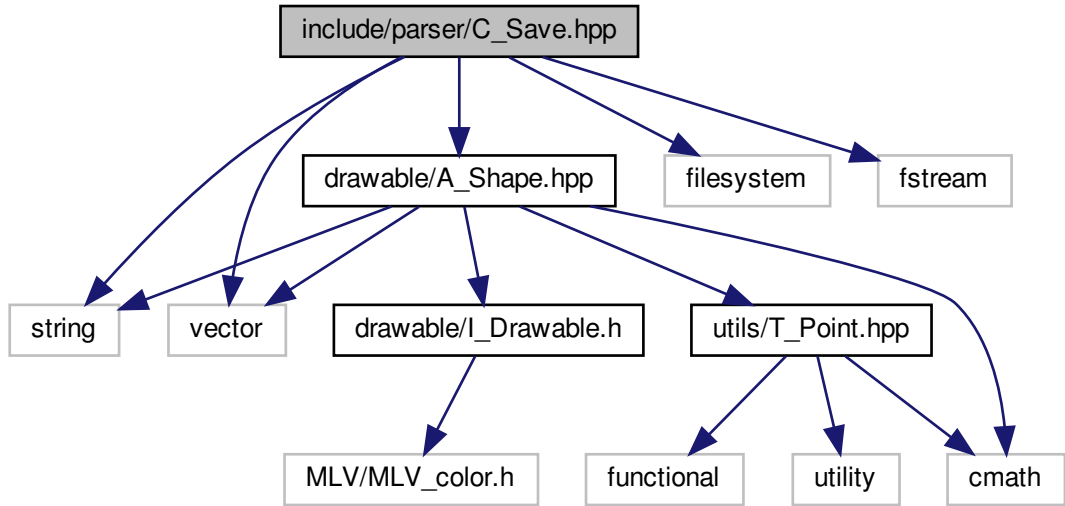 include/parser/C_Save.hpp
drawable/A_Shape.hpp
filesystem
fstream
string
vector
drawable/I_Drawable.h
utils/T_Point.hpp
MLV/MLV_color.h
functional
utility
cmath